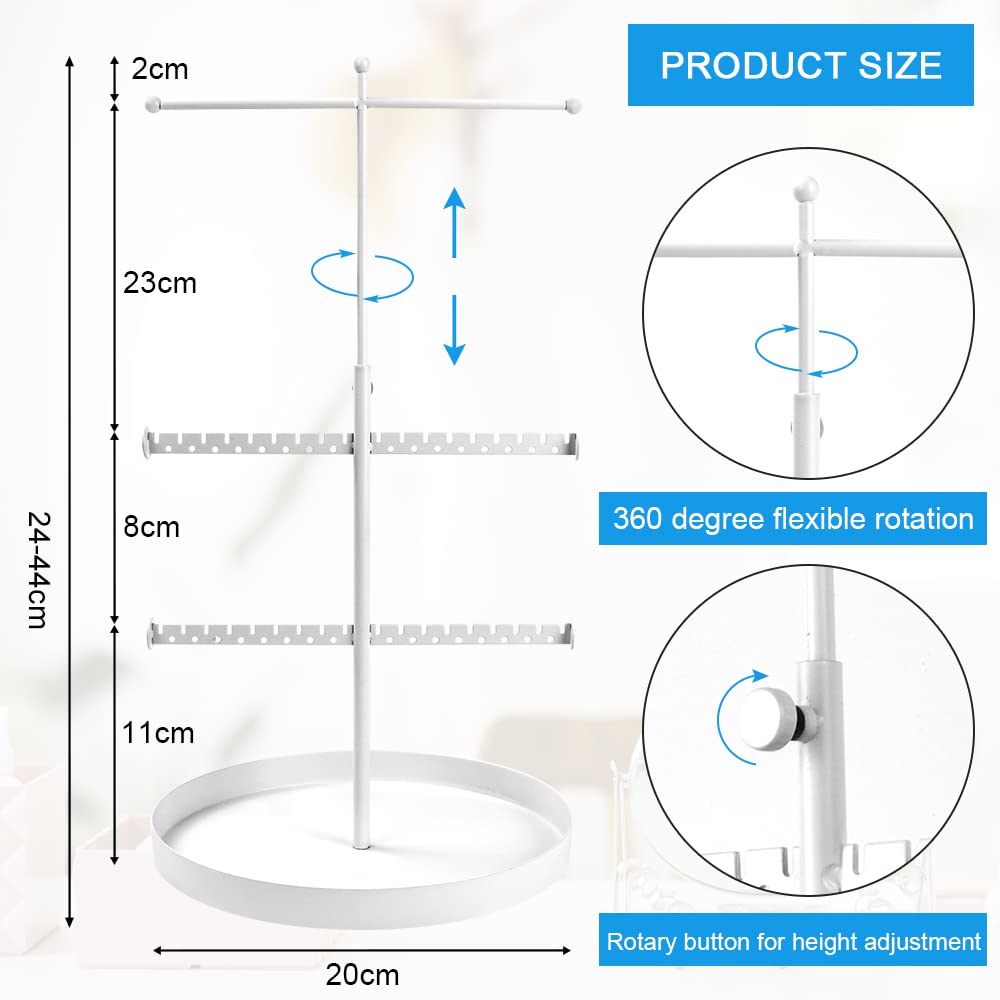 PRODUCT SIZE
2cm
23cm
8cm
11cm
24-44cm
20cm
360 degree flexible rotation
Rotary button for height adjustment